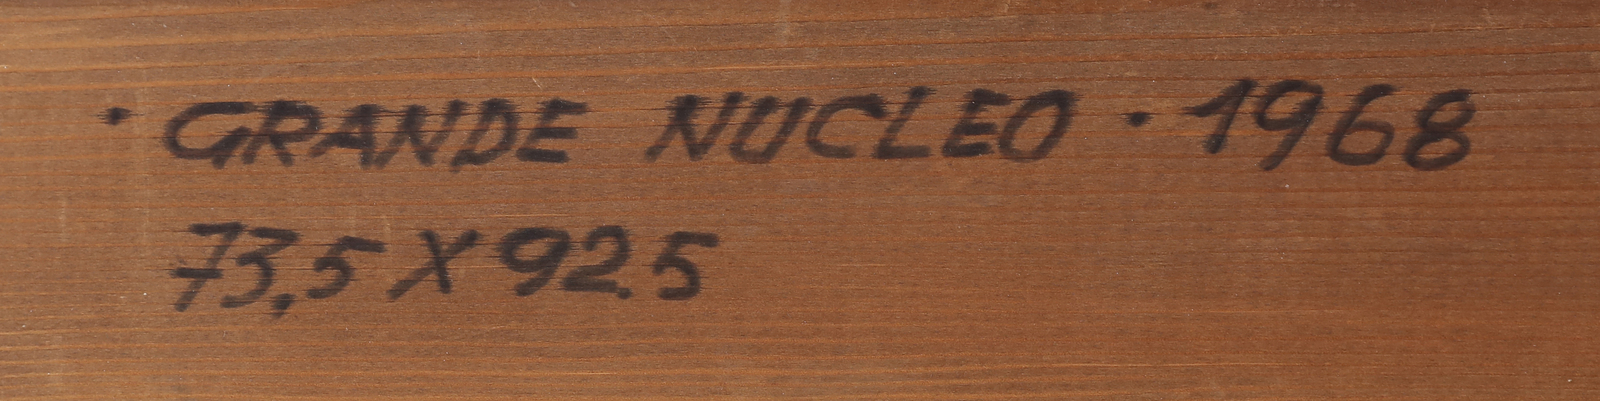 · GRANDE NUCLEO · 1968
73,5 X 92.5